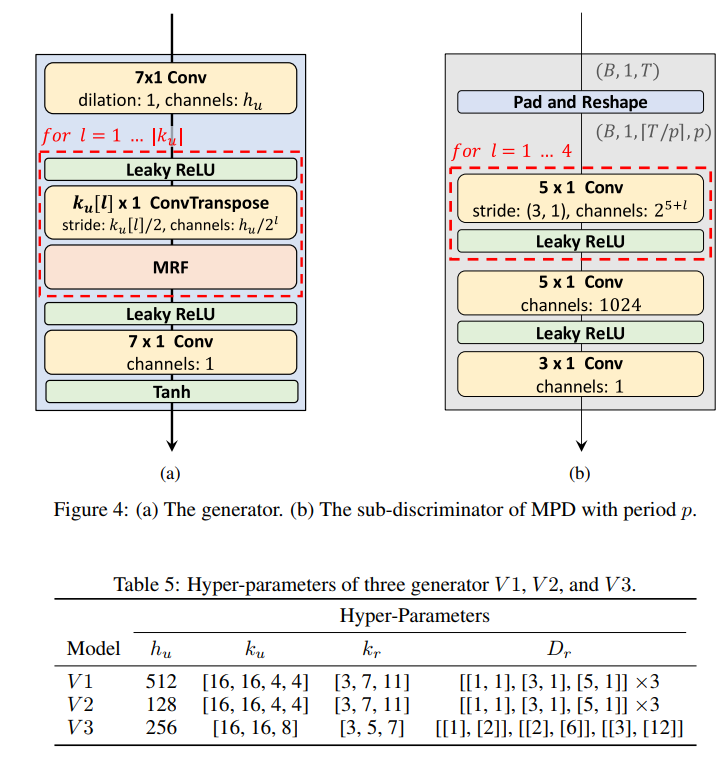 7x1 Conv
dilation: 1, channels: h_u
for l = 1 ... |k_u|
Leaky ReLU
k_u[l] x 1 ConvTranspose
stride: k_u[l]/2, channels: h_u/2^l
MRF
Leaky ReLU
7 x 1 Conv
channels: 1
Tanh
(a)
(B, 1, T)
Pad and Reshape
(B, 1, ⌈T/p⌉, p)
for l = 1 ... 4
5 x 1 Conv
stride: (3, 1), channels: 2^{5+l}
Leaky ReLU
5 x 1 Conv
channels: 1024
Leaky ReLU
3 x 1 Conv
channels: 1
(b)
Figure 4: (a) The generator. (b) The sub-discriminator of MPD with period p.
Table 5: Hyper-parameters of three generator V1, V2, and V3.
Hyper-Parameters
Model h_u k_u k_r D_r
V1 512 [16, 16, 4, 4] [3, 7, 11] [[1, 1], [3, 1], [5, 1]] ×3
V2 128 [16, 16, 4, 4] [3, 7, 11] [[1, 1], [3, 1], [5, 1]] ×3
V3 256 [16, 16, 8] [3, 5, 7] [[1], [2]], [[2], [6]], [[3], [12]]